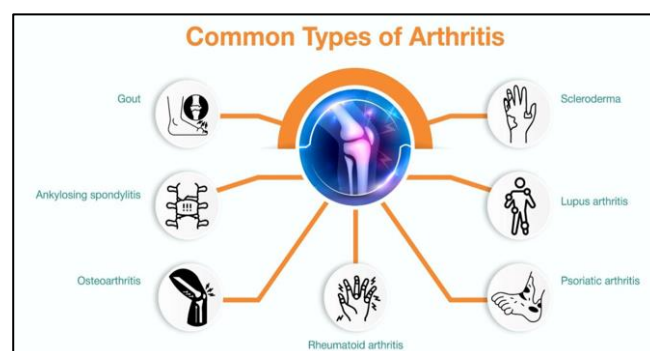 Common Types of Arthritis
Gout
Scleroderma
Ankylosing spondylitis
Lupus arthritis
Osteoarthritis
Psoriatic arthritis
Rheumatoid arthritis